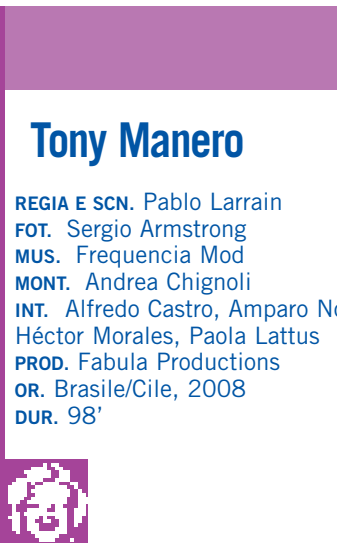 Tony Manero
REGIA E SCN. Pablo Larrain
FOT. Sergio Armstrong
MUS. Frequencia Mod
MONT. Andrea Chignoli
INT. Alfredo Castro, Amparo
Héctor Morales, Paola Lattus
PROD. Fabula Productions
OR. Brasile/Cile, 2008
DUR. 98’